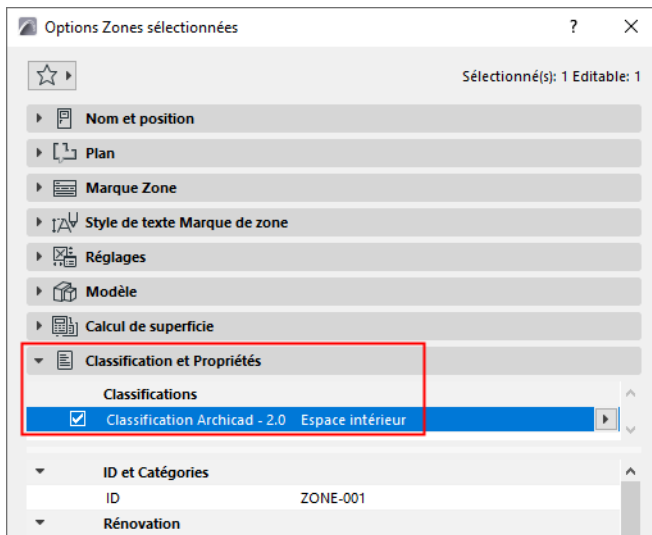 Options Zones sélectionnées ?
Sélectionné(s): 1 Editable: 1
Nom et position
Plan
Marque Zone
Style de texte Marque de zone
Réglages
Modèle
Calcul de superficie
Classification et Propriétés
Classifications
Classification Archicad - 2.0 Espace intérieur
ID et Catégories
ID ZONE-001
Rénovation